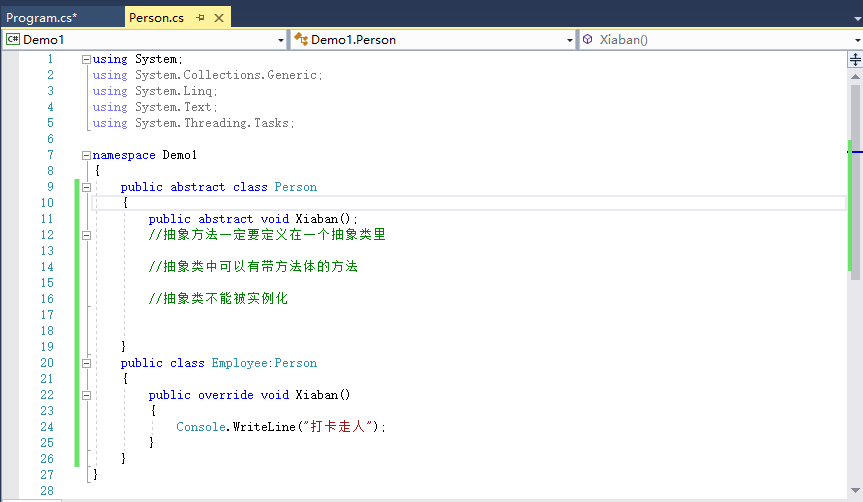 Program.cs* Person.cs
C# Demo1 Demo1.Person Xiaban()
1 using System;
2 using System.Collections.Generic;
3 using System.Linq;
4 using System.Text;
5 using System.Threading.Tasks;
6
7 namespace Demo1
8 {
9 public abstract class Person
10 {
11 public abstract void Xiaban();
12 //抽象方法一定要定义在一个抽象类里
13
14 //抽象类中可以有带方法体的方法
15
16 //抽象类不能被实例化
17
18
19 }
20 public class Employee:Person
21 {
22 public override void Xiaban()
23 {
24 Console.WriteLine("打卡走人");
25 }
26 }
27 }
28